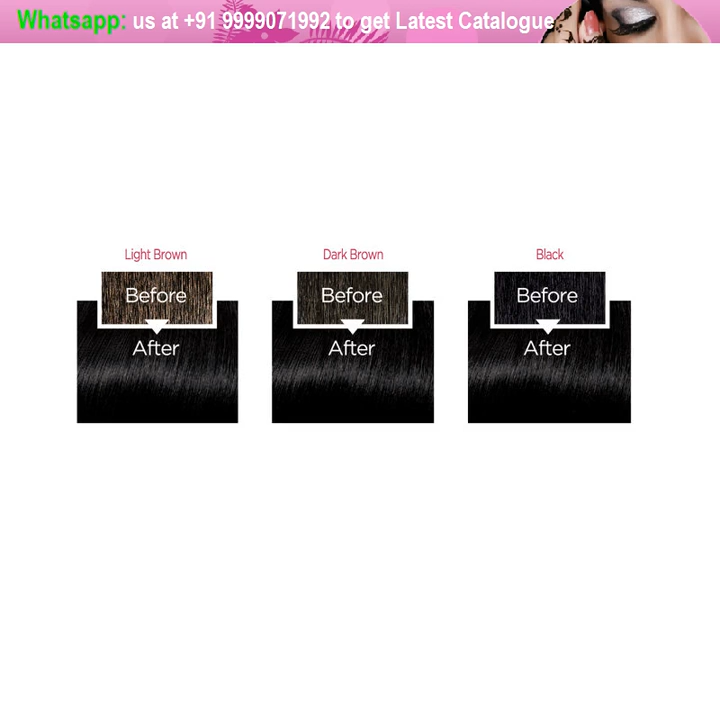 Whatsapp: us at +91 9999071992 to get Latest Catalogue
Light Brown
Before
After
Dark Brown
Before
After
Black
Before
After